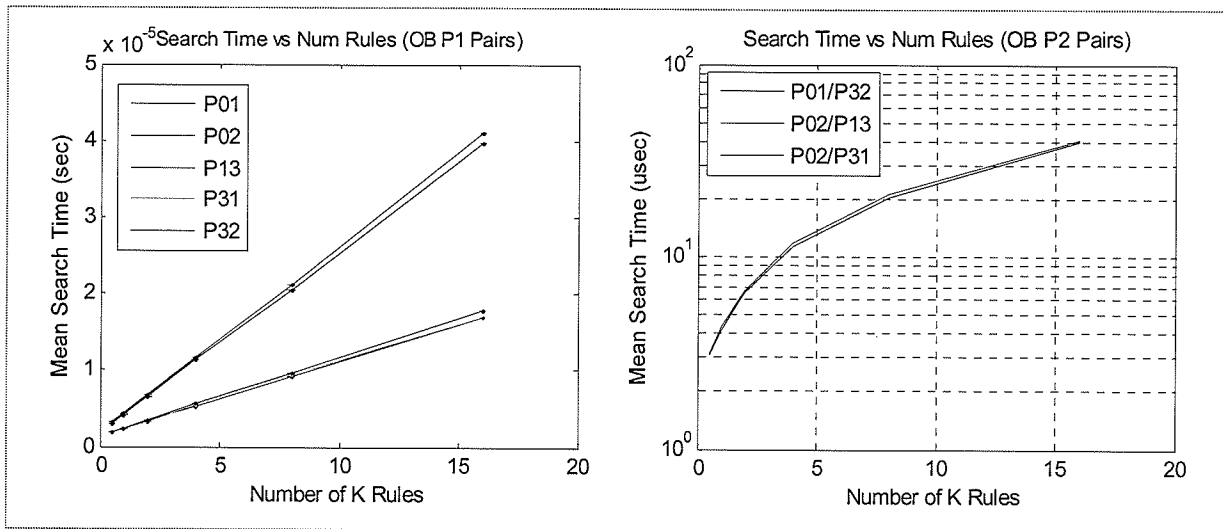 x 10-5 Search Time vs Num Rules (OB P1 Pairs)
5
4
3
2
1
0
Mean Search Time (sec)
P01
P02
P13
P31
P32
0
5
10
15
20
Number of K Rules
Search Time vs Num Rules (OB P2 Pairs)
10^2
10^1
10^0
Mean Search Time (usec)
P01/P32
P02/P13
P02/P31
0
5
10
15
20
Number of K Rules